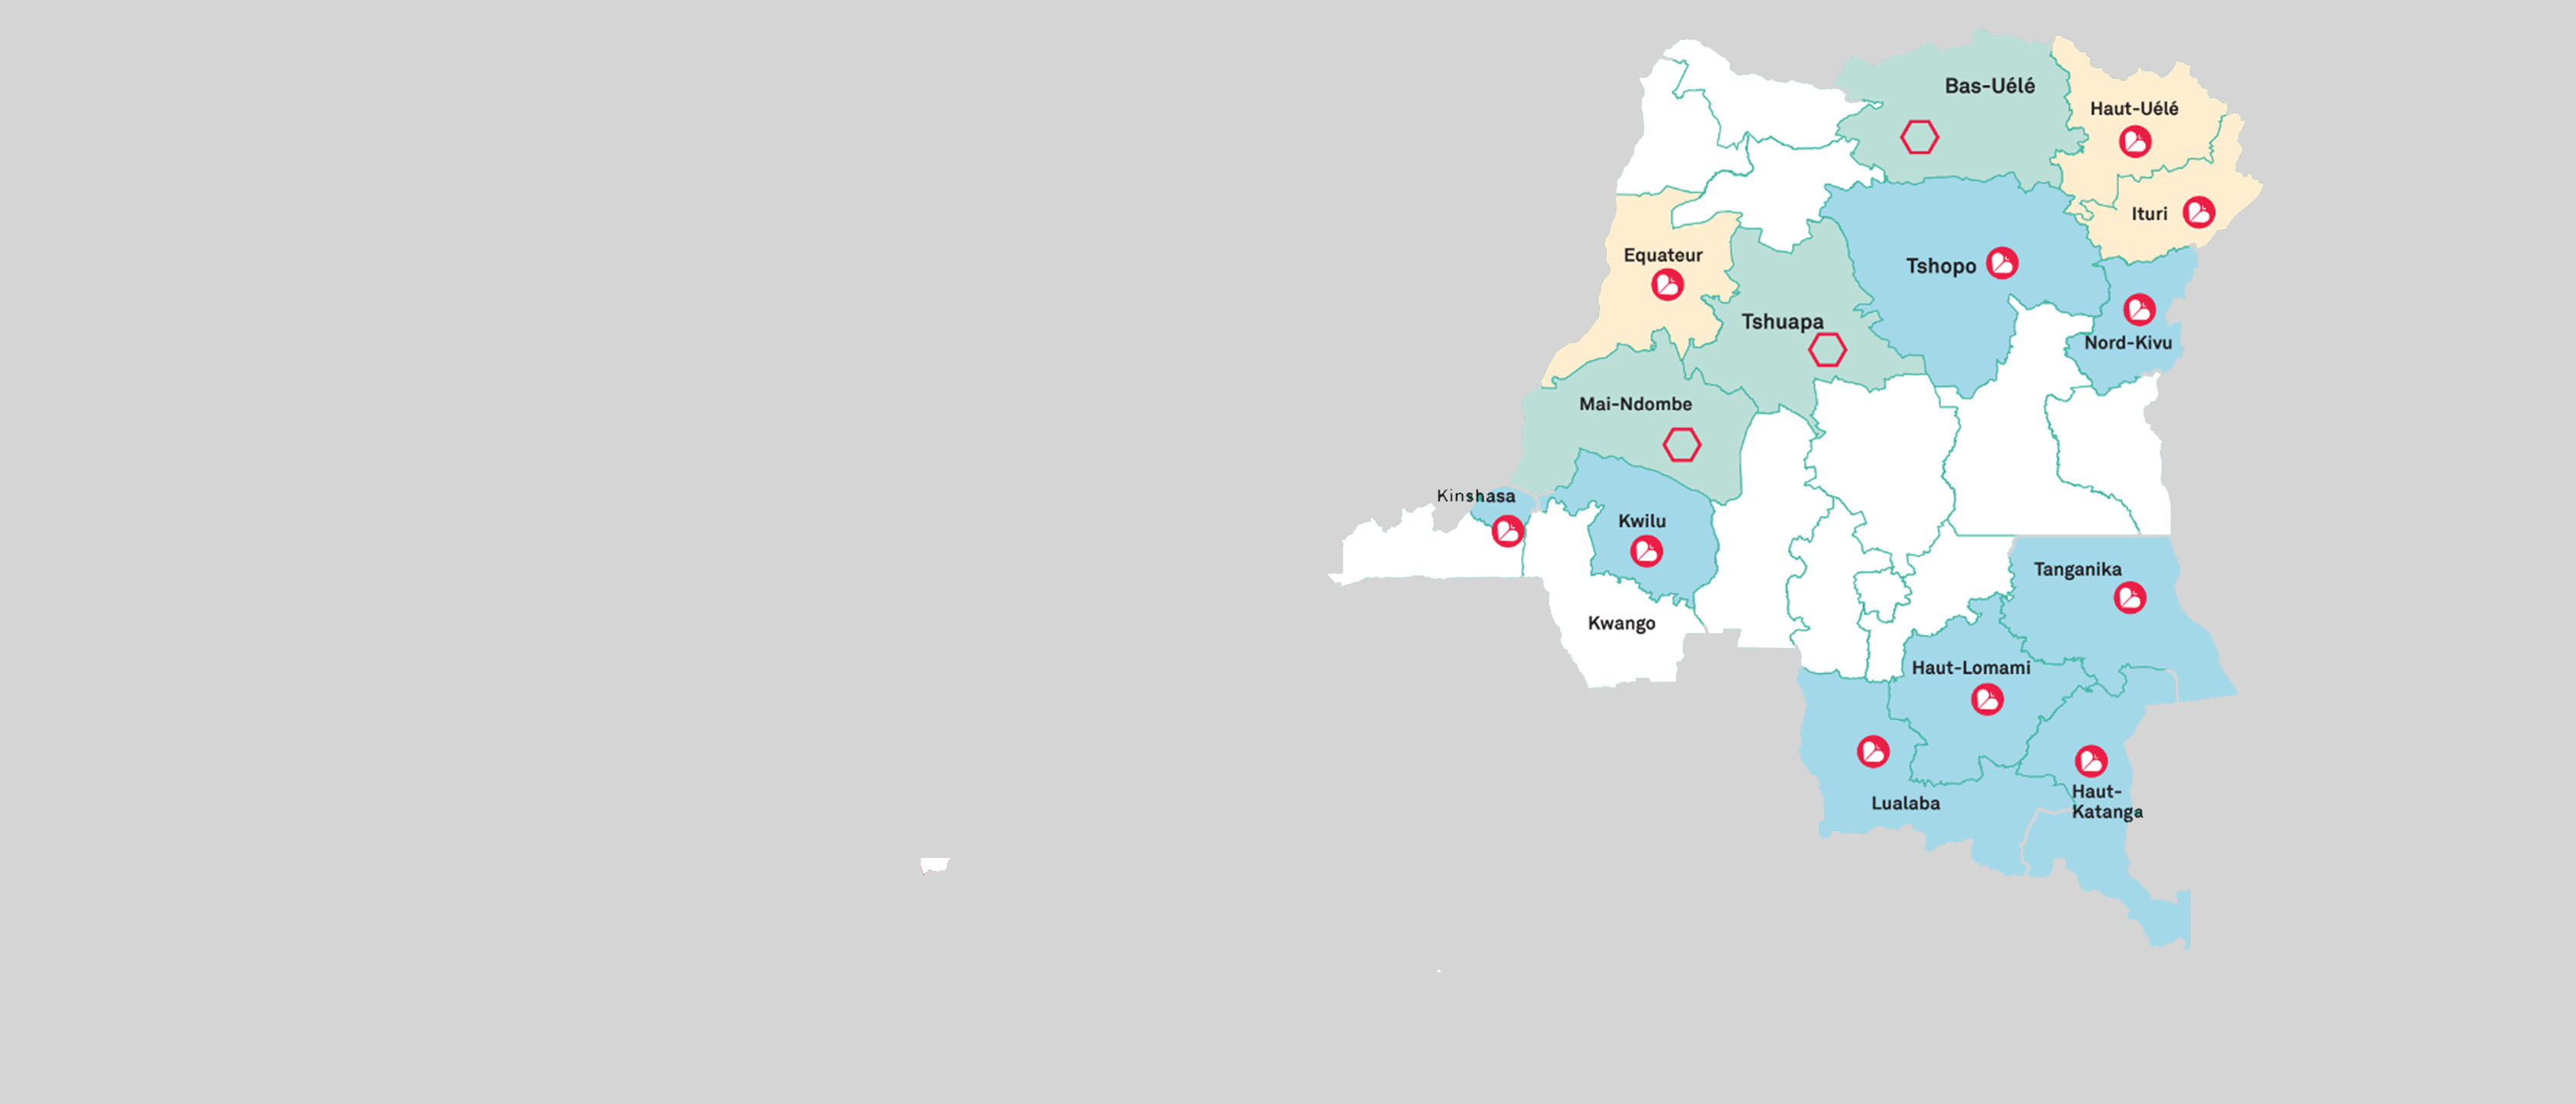 Bas-Uélé
Haut-Uélé
Ituri
Equateur
Tshopo
Tshuapa
Nord-Kivu
Mai-Ndombe
Kinshasa
Kwilu
Tanganika
Kwango
Haut-Lomami
Lualaba
Haut-
Katanga